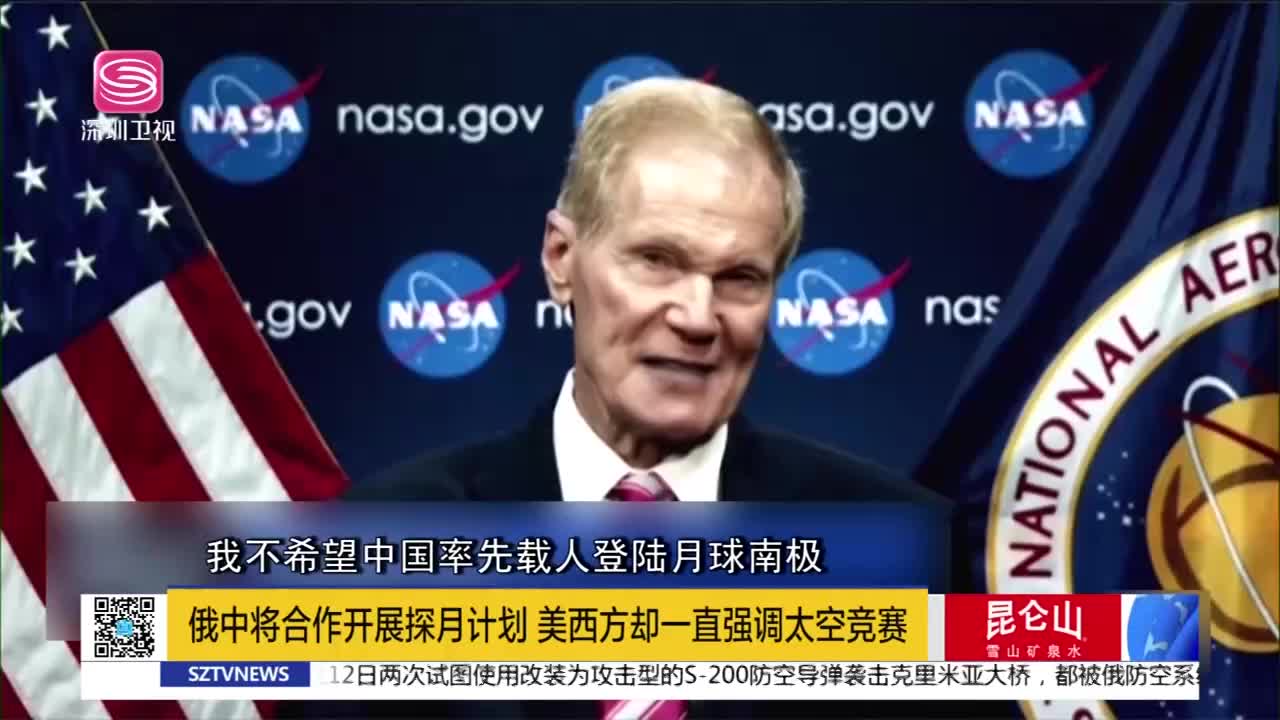 NASA nasa.gov NASA nasa.gov NASA
深圳卫视
NATIONAL AER
.gov NASA NASA nas
我不希望中国率先载人登陆月球南极
俄中将合作开展探月计划 美西方却一直强调太空竞赛
昆仑山
雪山矿泉水
SZTVNEWS
12日两次试图使用改装为攻击型的S-200防空导弹袭击克里米亚大桥，都被俄防空系